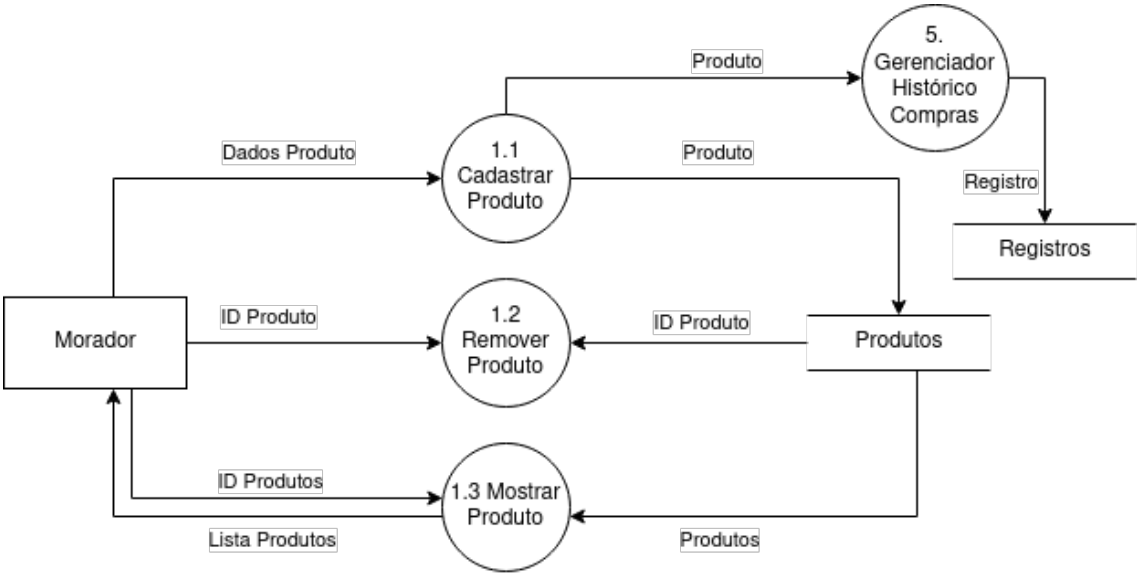 5.
Gerenciador
Histórico
Compras
Produto
1.1
Cadastrar
Produto
Dados Produto
Produto
Registro
Registros
Morador
ID Produto
1.2
Remover
Produto
ID Produto
Produtos
ID Produtos
1.3 Mostrar
Produto
Lista Produtos
Produtos